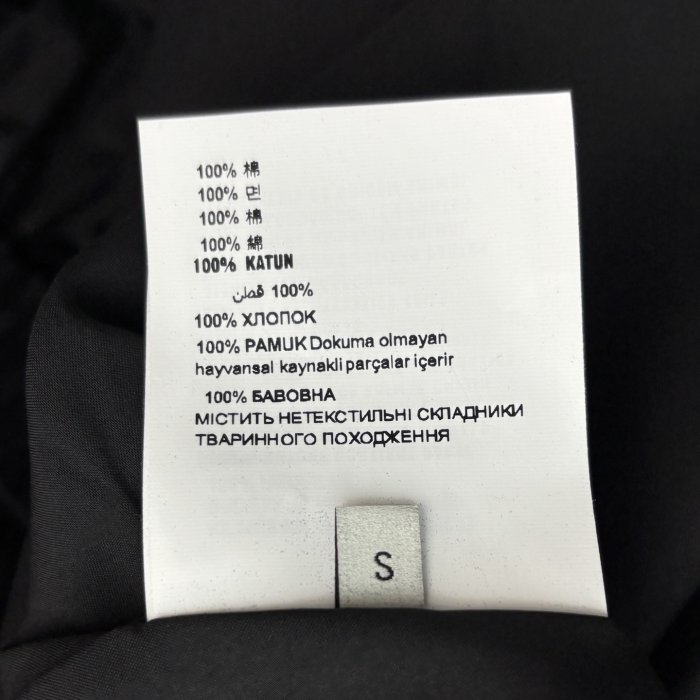 100% 棉
100% 면
100% 棉
100% 綿
100% KATUN
100% قطن
100% ХЛОПОК
100% PAMUK Dokuma olmayan
hayvansal kaynakli parçalar içerir
100% БАВОВНА
МІСТИТЬ НЕТЕКСТИЛЬНІ СКЛАДНИКИ
ТВАРИННОГО ПОХОДЖЕННЯ
S